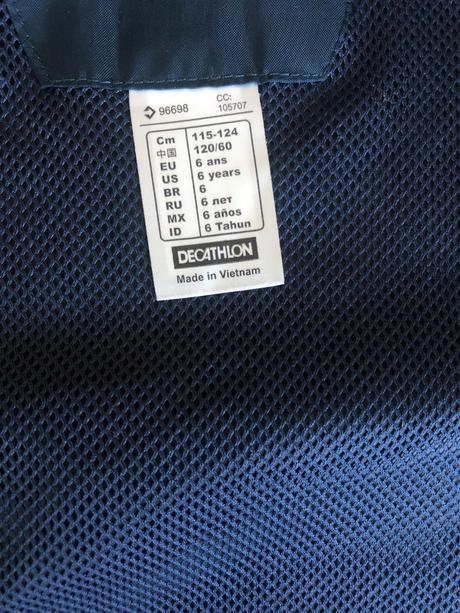 96698 CC: 105707
Cm 115-124
中国 120/60
EU 6 ans
US 6 years
BR 6
RU 6 лет
MX 6 años
ID 6 Tahun
DECATHLON
Made in Vietnam